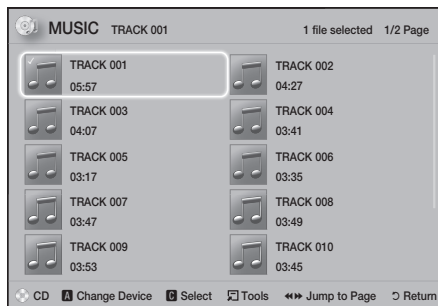 MUSIC TRACK 001 1 file selected 1/2 Page
TRACK 001 TRACK 002
05:57 04:27
TRACK 003 TRACK 004
04:07 03:41
TRACK 005 TRACK 006
03:17 03:35
TRACK 007 TRACK 008
03:47 03:49
TRACK 009 TRACK 010
03:53 03:45
CD A Change Device C Select Tools Jump to Page Return